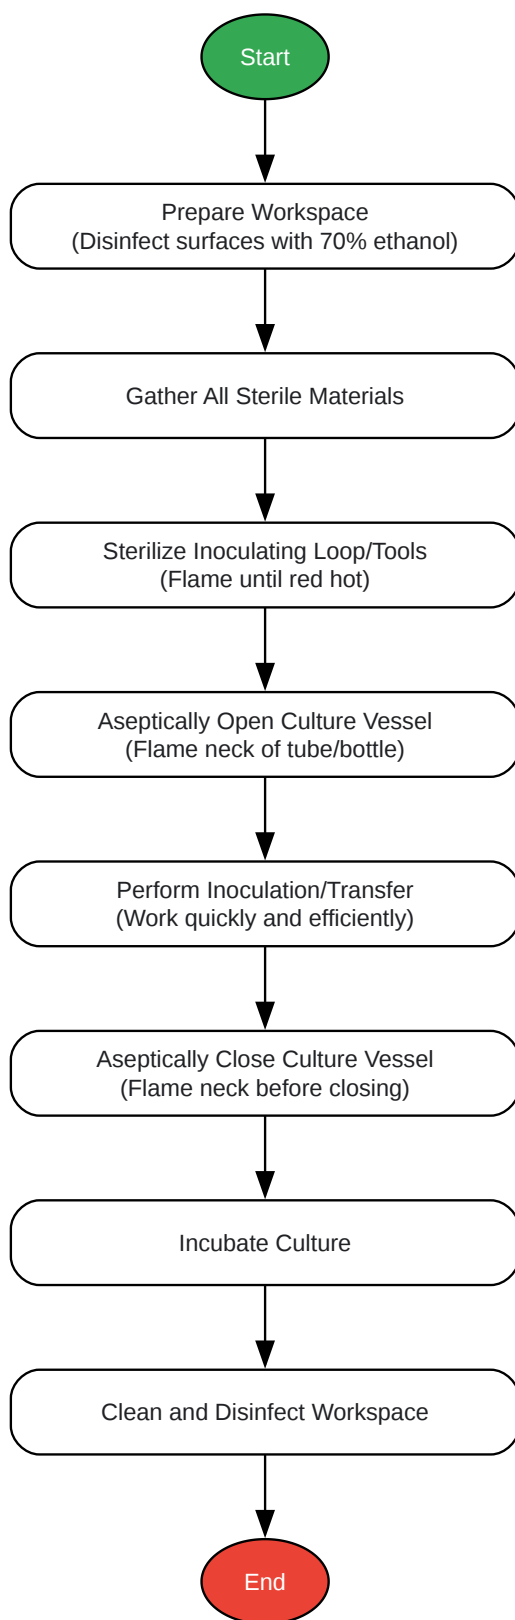 Start
Prepare Workspace
(Disinfect surfaces with 70% ethanol)
Gather All Sterile Materials
Sterilize Inoculating Loop/Tools
(Flame until red hot)
Aseptically Open Culture Vessel
(Flame neck of tube/bottle)
Perform Inoculation/Transfer
(Work quickly and efficiently)
Aseptically Close Culture Vessel
(Flame neck before closing)
Incubate Culture
Clean and Disinfect Workspace
End